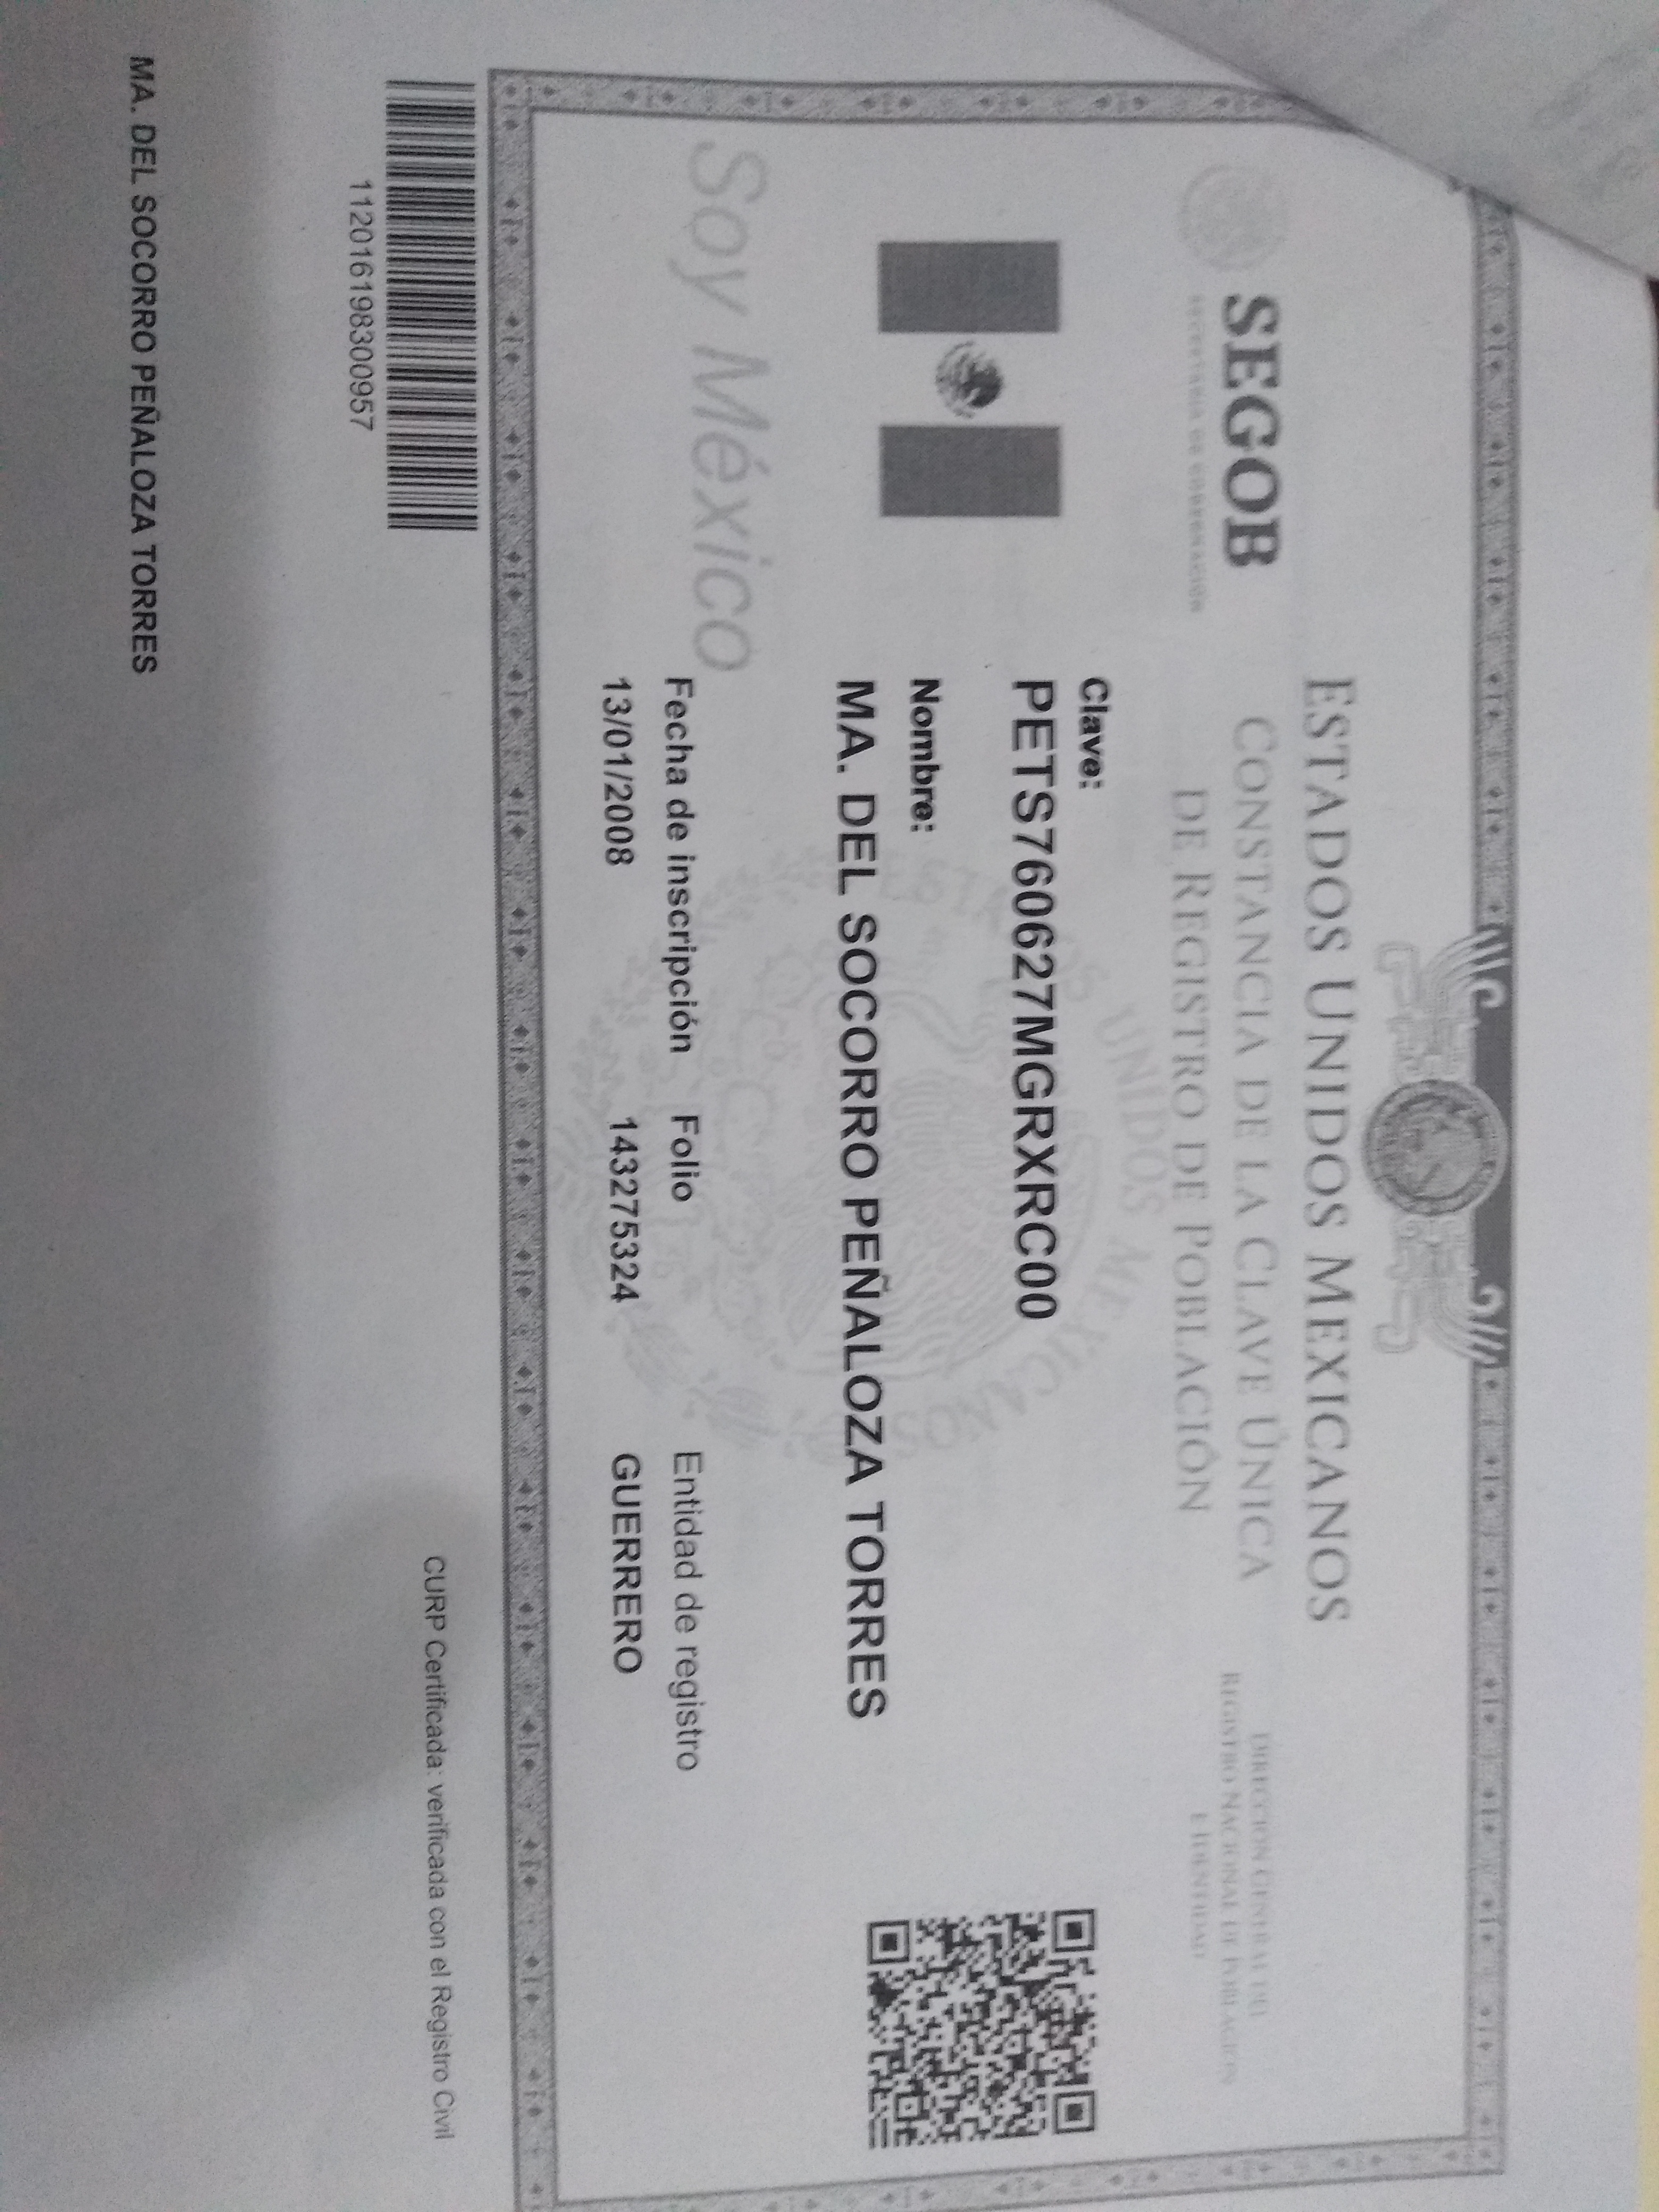 ESTADOS UNIDOS MEXICANOS
SEGOB
SECRETARÍA DE GOBERNACIÓN
CONSTANCIA DE LA CLAVE ÚNICA
DE REGISTRO DE POBLACIÓN
DIRECCIÓN GENERAL DEL
REGISTRO NACIONAL DE POBLACIÓN
E IDENTIDAD
ESTADOS UNIDOS MEXICANOS
Clave:
PETS760627MGRXRC00
Nombre:
MA. DEL SOCORRO PEÑALOZA TORRES
Soy México
Fecha de inscripción Folio Entidad de registro
13/01/2008 143275324 GUERRERO
112016198300957
CURP Certificada: verificada con el Registro Civil
MA. DEL SOCORRO PEÑALOZA TORRES